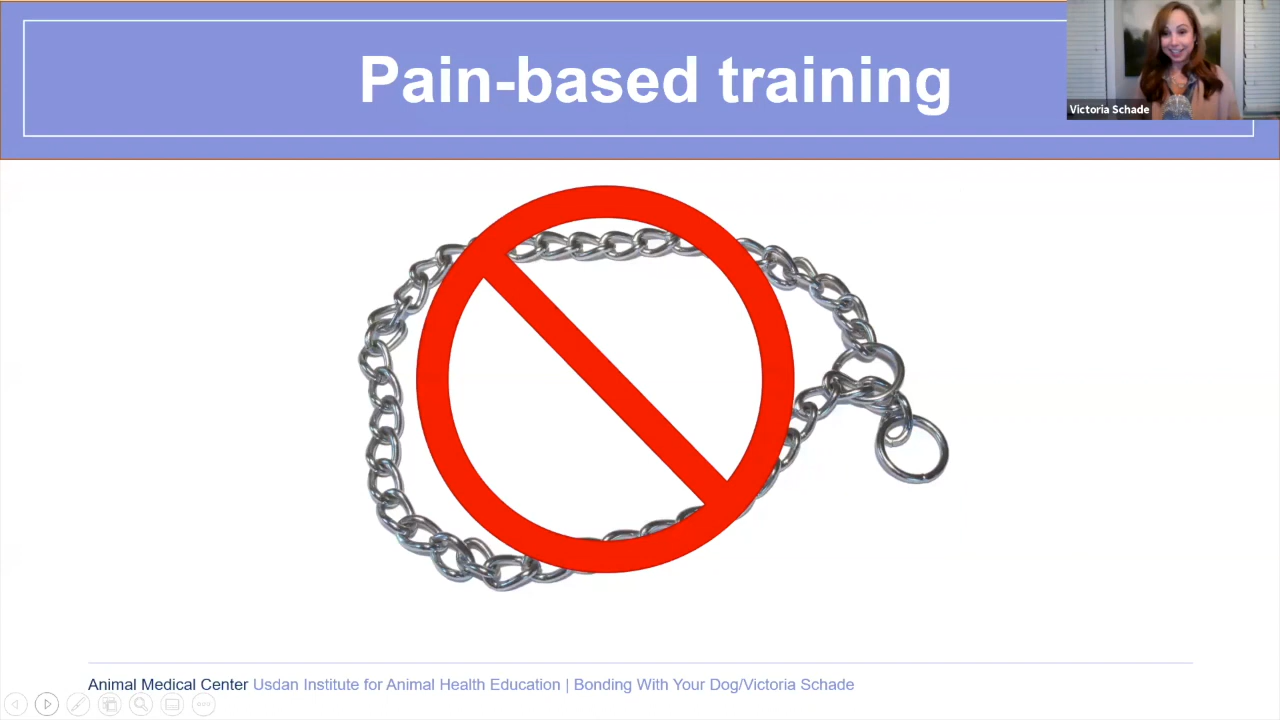 Pain-based training
Victoria Schade
Animal Medical Center Usdan Institute for Animal Health Education | Bonding With Your Dog/Victoria Schade